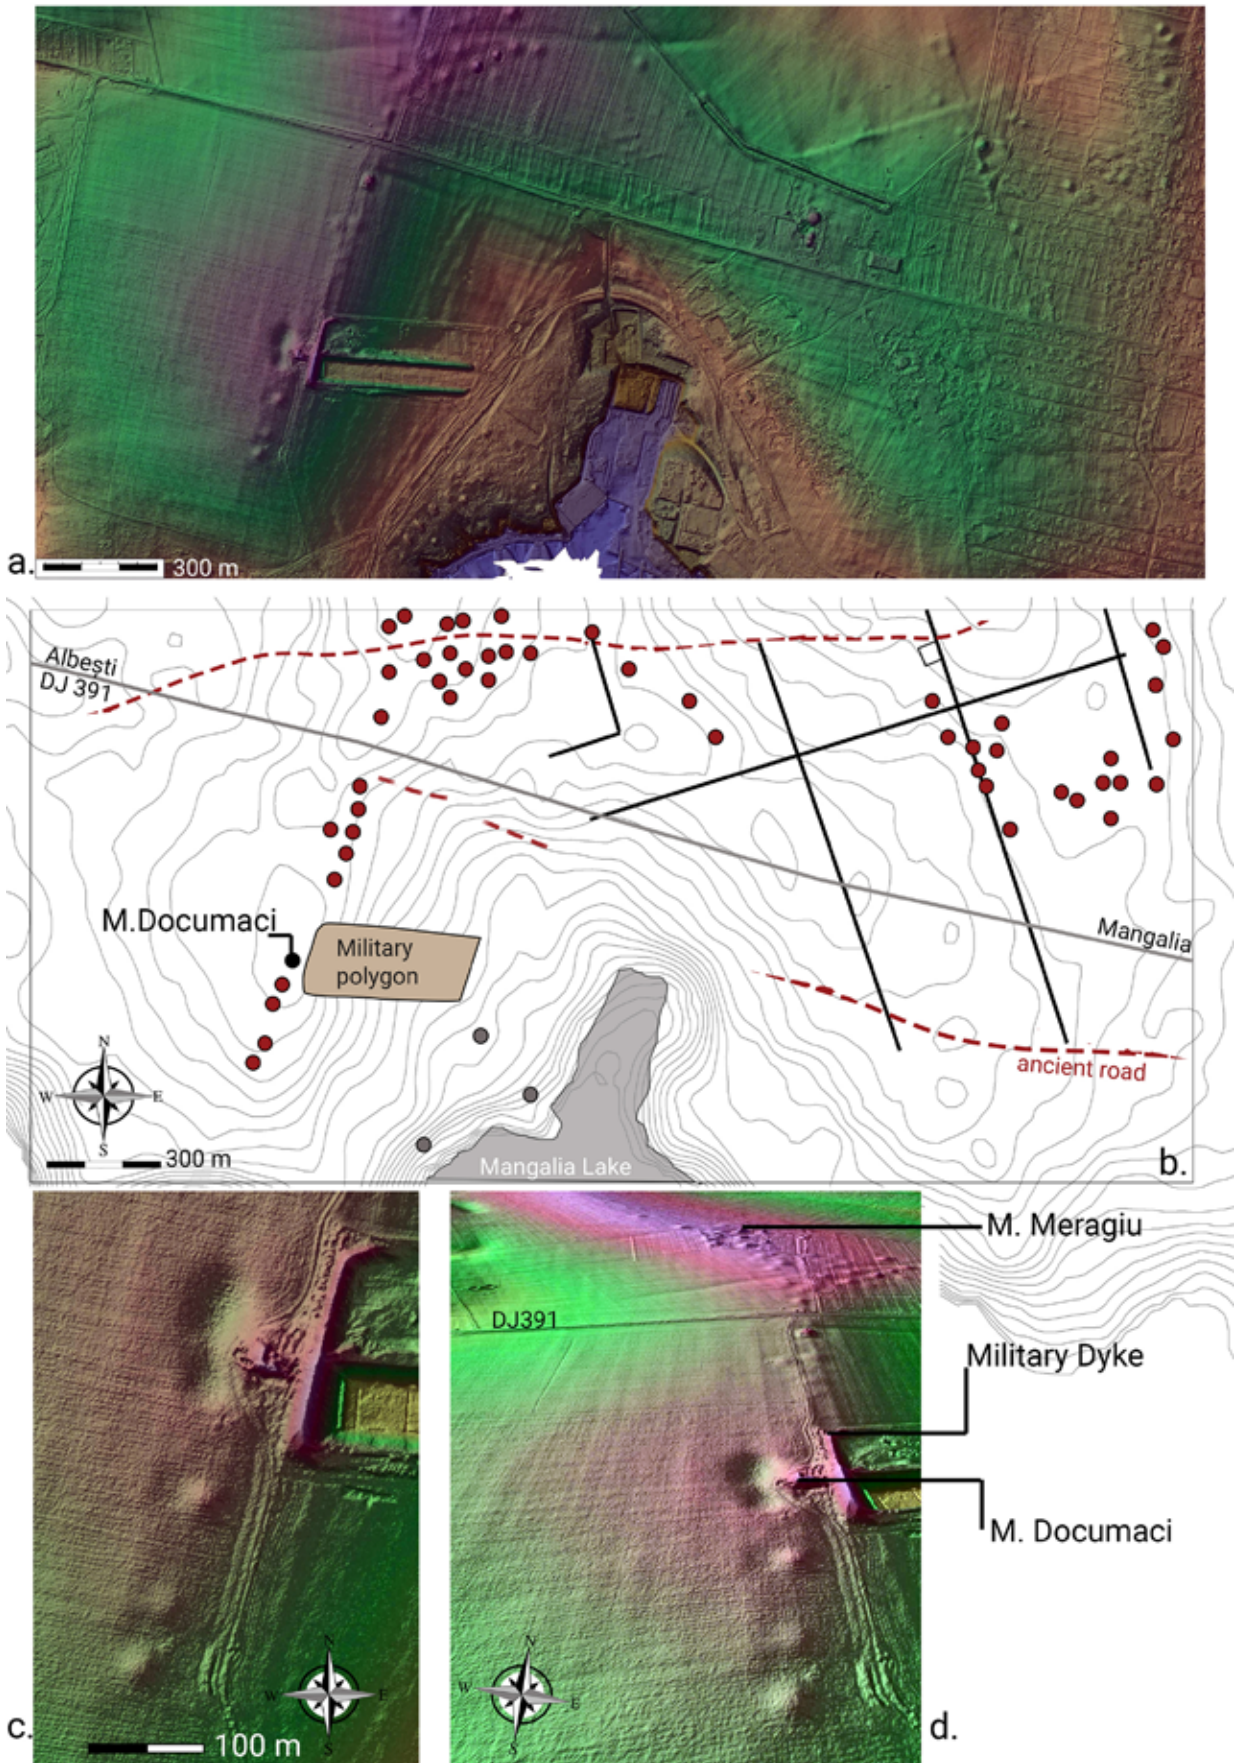 a.
300 m
Albești
DJ 391
M.Documaci
Military
polygon
Mangalia
ancient road
N
W E
S
300 m
Mangalia Lake
b.
M. Meragiu
DJ391
Military Dyke
M. Documaci
N
W E
S
N
W E
S
c.
100 m
d.